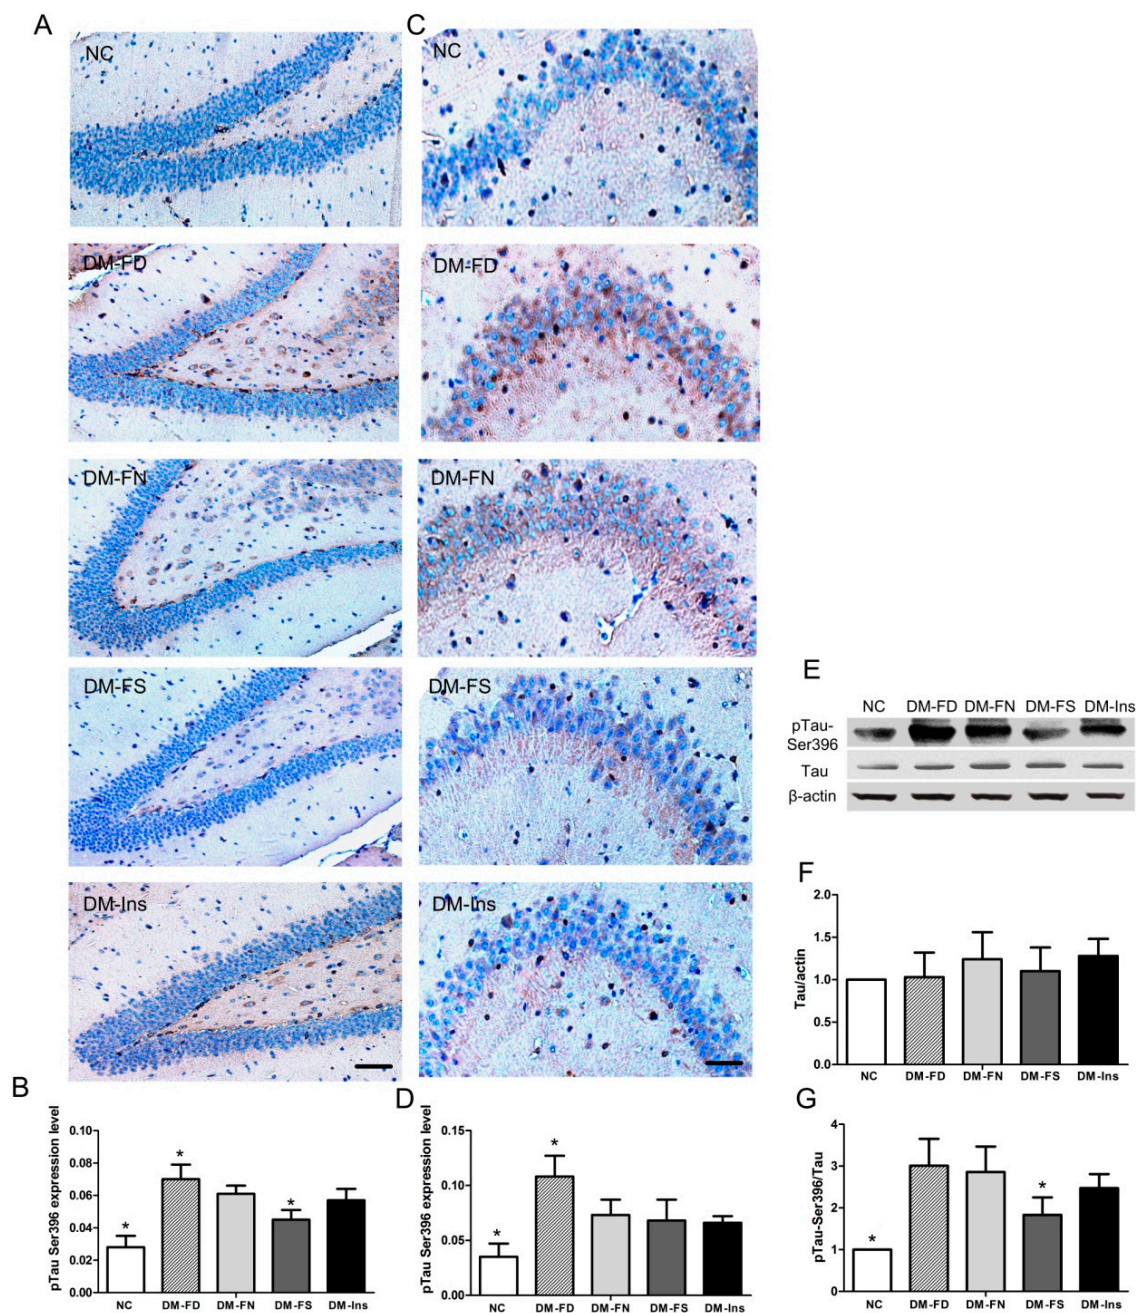 A
C
NC
NC
DM-FD
DM-FD
DM-FN
DM-FN
DM-FS
DM-FS
DM-Ins
DM-Ins
E
NC DM-FD DM-FN DM-FS DM-Ins
pTau-
Ser396
Tau
β-actin
F
Tau/actin
2.0
1.5
1.0
0.5
0.0
NC DM-FD DM-FN DM-FS DM-Ins
B
pTau Ser396 expression level
0.10
0.08
0.06
0.04
0.02
0.00
* * *
NC DM-FD DM-FN DM-FS DM-Ins
D
pTau Ser396 expression level
0.15
0.10
0.05
0.00
* *
NC DM-FD DM-FN DM-FS DM-Ins
G
pTau-Ser396/Tau
4
3
2
1
0
* *
NC DM-FD DM-FN DM-FS DM-Ins